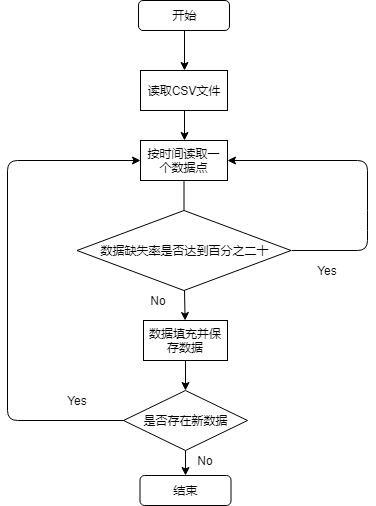 开始
读取CSV文件
按时间读取一
个数据点
数据缺失率是否达到百分之二十
Yes
No
数据填充并保
存数据
Yes
是否存在新数据
No
结束